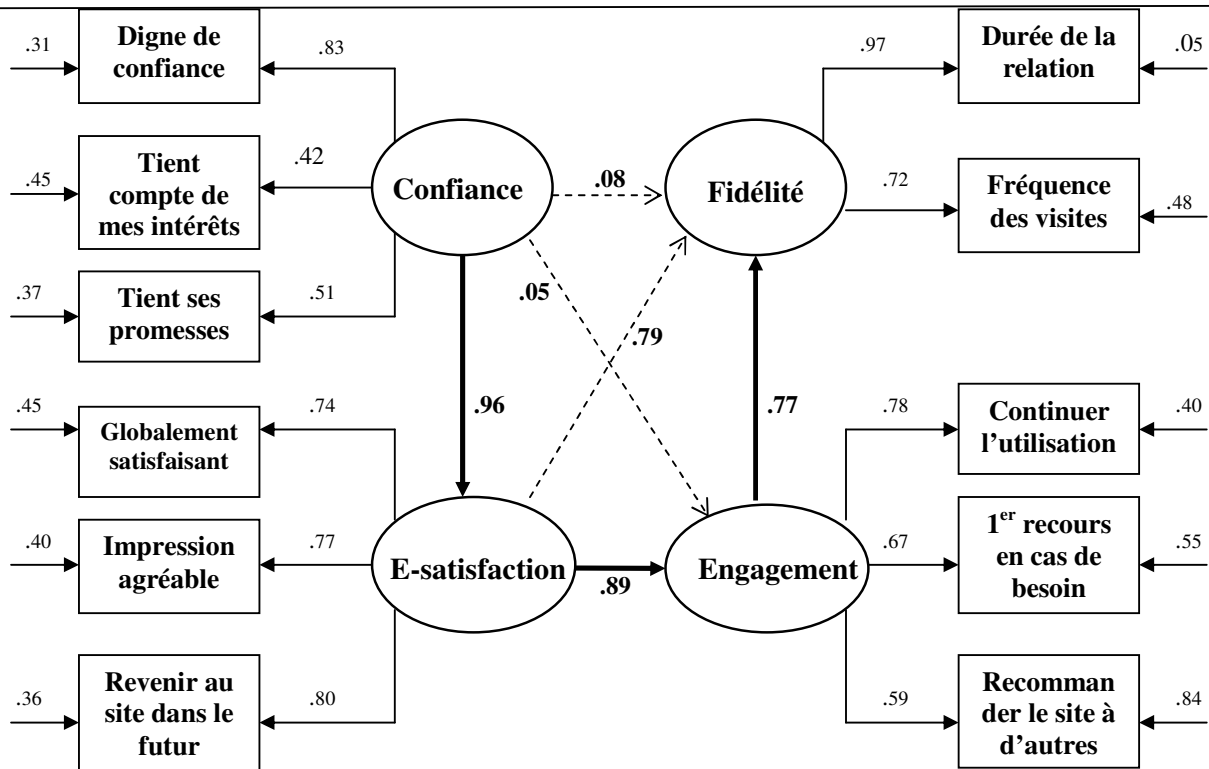 .31
Digne de
confiance
.83
.45
Tient
compte de
mes intérêts
.42
.37
Tient ses
promesses
.51
Confiance
.08
Fidélité
.97
Durée de la
relation
.05
.72
Fréquence
des visites
.48
.05
.79
.96
.77
.45
Globalement
satisfaisant
.74
.40
Impression
agréable
.77
.36
Revenir au
site dans le
futur
.80
E-satisfaction
.89
Engagement
.78
Continuer
l’utilisation
.40
.67
1er recours
en cas de
besoin
.55
.59
Recomman
der le site à
d’autres
.84